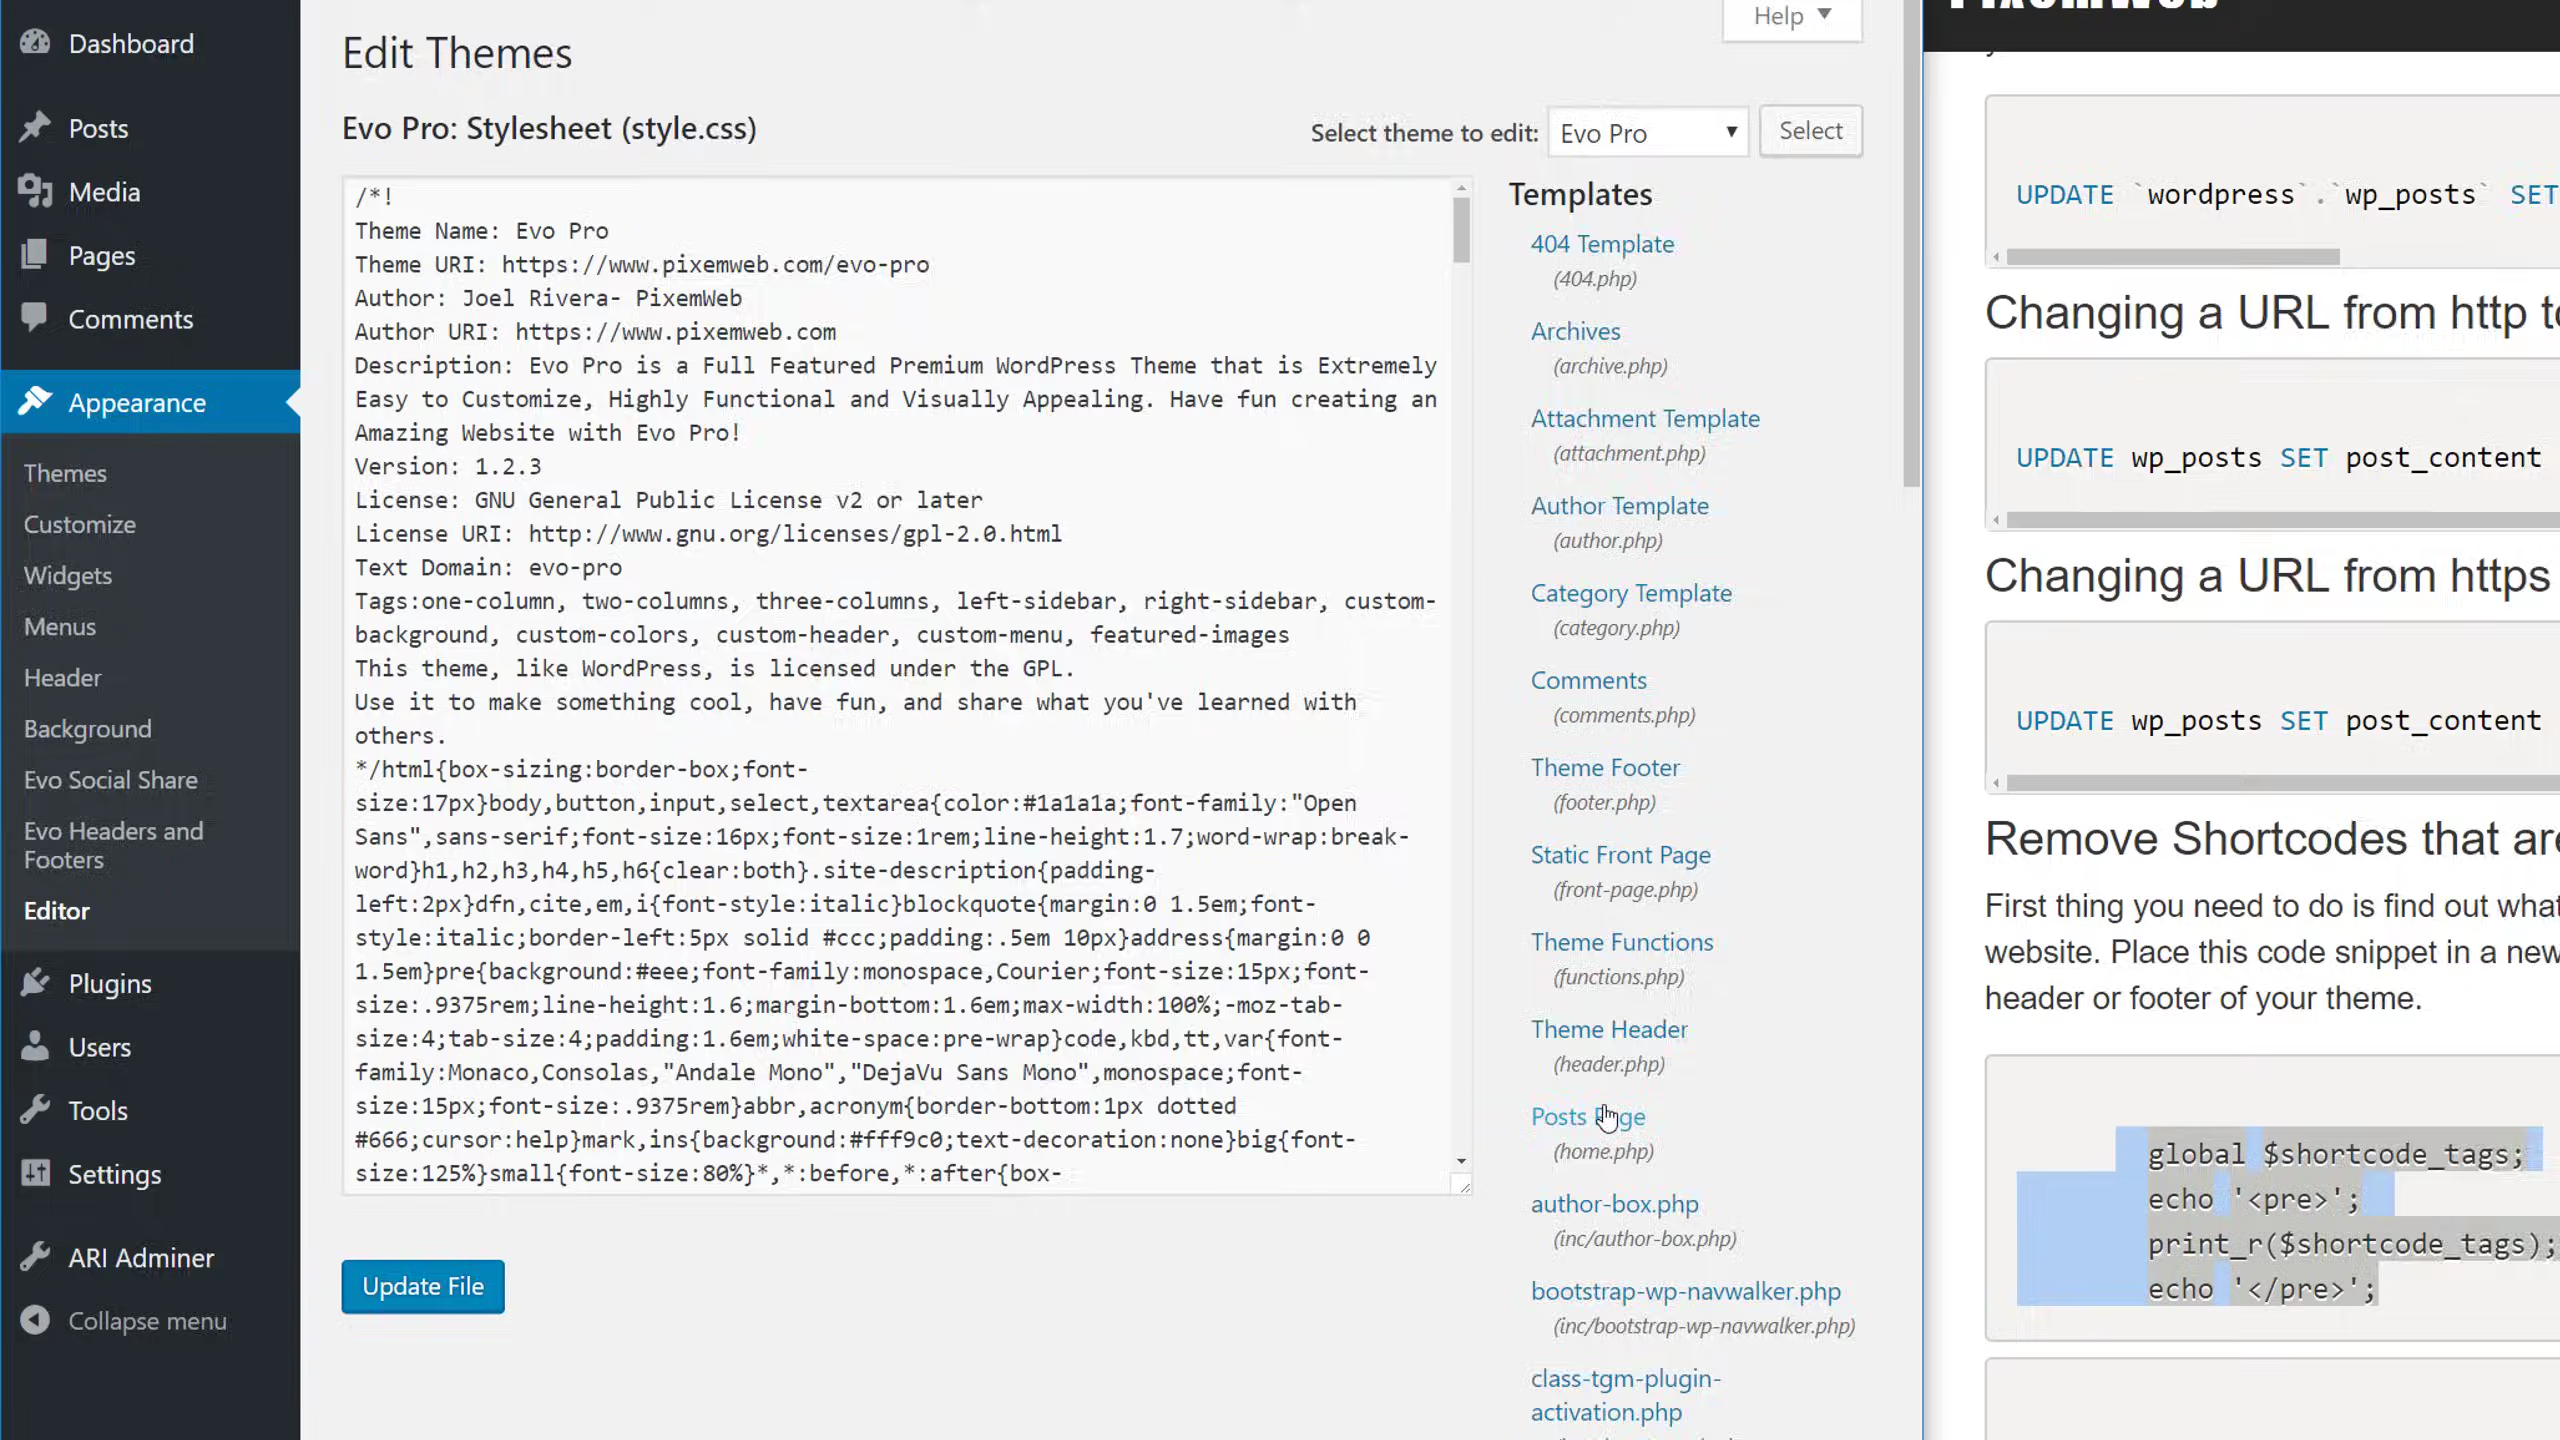 Dashboard
Posts
Media
Pages
Comments
Appearance
Themes
Customize
Widgets
Menus
Header
Background
Evo Social Share
Evo Headers and
Footers
Editor
Plugins
Users
Tools
Settings
ARI Adminer
Collapse menu
Help
Edit Themes
Evo Pro: Stylesheet (style.css)
Select theme to edit: Evo Pro Select
/*!
Theme Name: Evo Pro
Theme URI: https://www.pixemweb.com/evo-pro
Author: Joel Rivera- PixemWeb
Author URI: https://www.pixemweb.com
Description: Evo Pro is a Full Featured Premium WordPress Theme that is Extremely
Easy to Customize, Highly Functional and Visually Appealing. Have fun creating an
Amazing Website with Evo Pro!
Version: 1.2.3
License: GNU General Public License v2 or later
License URI: http://www.gnu.org/licenses/gpl-2.0.html
Text Domain: evo-pro
Tags:one-column, two-columns, three-columns, left-sidebar, right-sidebar, custom-
background, custom-colors, custom-header, custom-menu, featured-images
This theme, like WordPress, is licensed under the GPL.
Use it to make something cool, have fun, and share what you've learned with
others.
*/html{box-sizing:border-box;font-
size:17px}body,button,input,select,textarea{color:#1a1a1a;font-family:"Open
Sans",sans-serif;font-size:16px;font-size:1rem;line-height:1.7;word-wrap:break-
word}h1,h2,h3,h4,h5,h6{clear:both}.site-description{padding-
left:2px}dfn,cite,em,i{font-style:italic}blockquote{margin:0 1.5em;font-
style:italic;border-left:5px solid #ccc;padding:.5em 10px}address{margin:0 0
1.5em}pre{background:#eee;font-family:monospace,Courier;font-size:15px;font-
size:.9375rem;line-height:1.6;margin-bottom:1.6em;max-width:100%;-moz-tab-
size:4;tab-size:4;padding:1.6em;white-space:pre-wrap}code,kbd,tt,var{font-
family:Monaco,Consolas,"Andale Mono","DejaVu Sans Mono",monospace;font-
size:15px;font-size:.9375rem}abbr,acronym{border-bottom:1px dotted
#666;cursor:help}mark,ins{background:#fff9c0;text-decoration:none}big{font-
size:125%}small{font-size:80%}*,*:before,*:after{box-
Update File
Templates
404 Template
(404.php)
Archives
(archive.php)
Attachment Template
(attachment.php)
Author Template
(author.php)
Category Template
(category.php)
Comments
(comments.php)
Theme Footer
(footer.php)
Static Front Page
(front-page.php)
Theme Functions
(functions.php)
Theme Header
(header.php)
Posts Page
(home.php)
author-box.php
(inc/author-box.php)
bootstrap-wp-navwalker.php
(inc/bootstrap-wp-navwalker.php)
class-tgm-plugin-
activation.php
PixemWeb
UPDATE `wordpress`.`wp_posts` SET
Changing a URL from http to
UPDATE wp_posts SET post_content
Changing a URL from https
UPDATE wp_posts SET post_content
Remove Shortcodes that are
First thing you need to do is find out what
website. Place this code snippet in a new
header or footer of your theme.
global $shortcode_tags;
echo '<pre>';
print_r($shortcode_tags);
echo '</pre>';